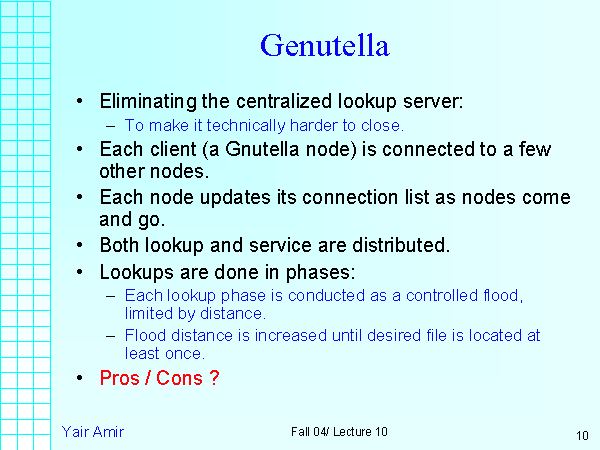 Genutella
• Eliminating the centralized lookup server:
– To make it technically harder to close.
• Each client (a Gnutella node) is connected to a few
other nodes.
• Each node updates its connection list as nodes come
and go.
• Both lookup and service are distributed.
• Lookups are done in phases:
– Each lookup phase is conducted as a controlled flood,
limited by distance.
– Flood distance is increased until desired file is located at
least once.
• Pros / Cons ?
Yair Amir Fall 04/ Lecture 10 10